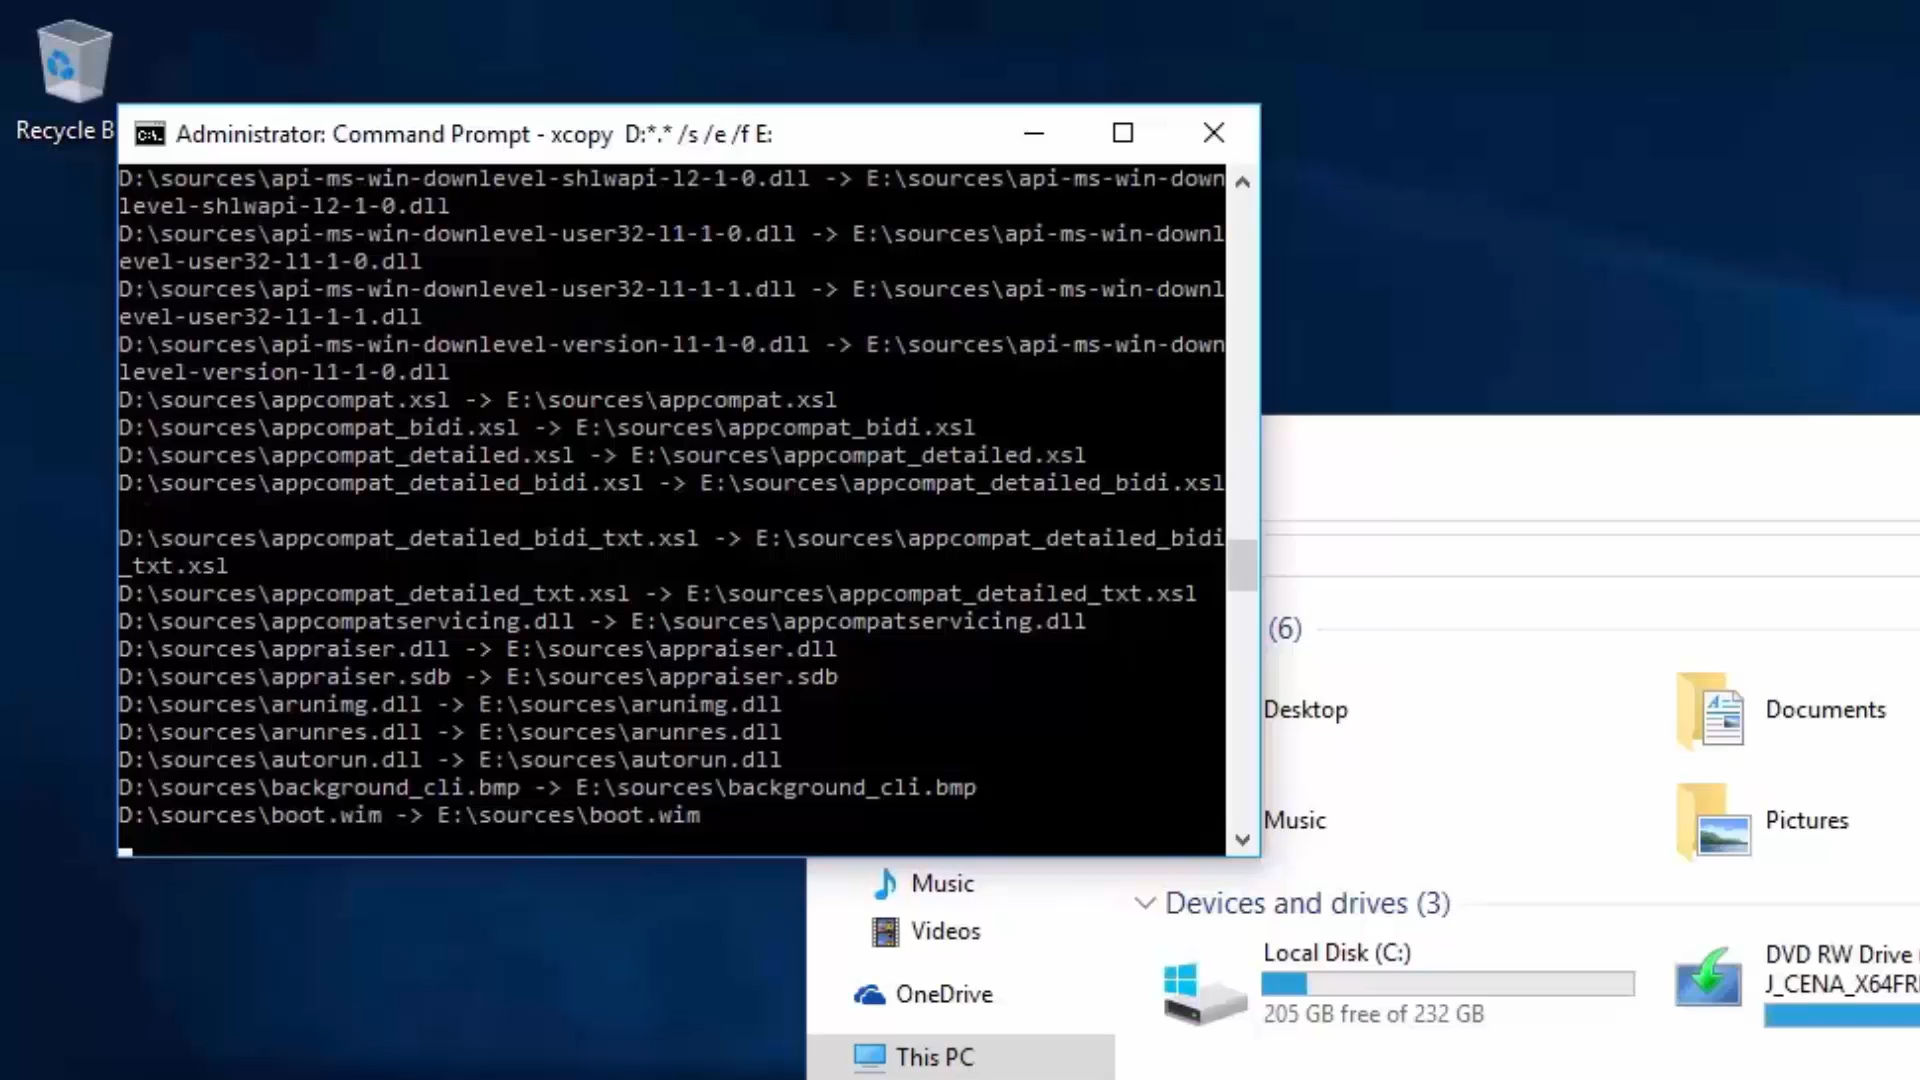 Recycle B
Administrator: Command Prompt - xcopy  D:*.* /s /e /f E:
D:\sources\api-ms-win-downlevel-shlwapi-l2-1-0.dll -> E:\sources\api-ms-win-down
level-shlwapi-l2-1-0.dll
D:\sources\api-ms-win-downlevel-user32-l1-1-0.dll -> E:\sources\api-ms-win-downl
evel-user32-l1-1-0.dll
D:\sources\api-ms-win-downlevel-user32-l1-1-1.dll -> E:\sources\api-ms-win-downl
evel-user32-l1-1-1.dll
D:\sources\api-ms-win-downlevel-version-l1-1-0.dll -> E:\sources\api-ms-win-down
level-version-l1-1-0.dll
D:\sources\appcompat.xsl -> E:\sources\appcompat.xsl
D:\sources\appcompat_bidi.xsl -> E:\sources\appcompat_bidi.xsl
D:\sources\appcompat_detailed.xsl -> E:\sources\appcompat_detailed.xsl
D:\sources\appcompat_detailed_bidi.xsl -> E:\sources\appcompat_detailed_bidi.xsl
D:\sources\appcompat_detailed_bidi_txt.xsl -> E:\sources\appcompat_detailed_bidi
_txt.xsl
D:\sources\appcompat_detailed_txt.xsl -> E:\sources\appcompat_detailed_txt.xsl
D:\sources\appcompatservicing.dll -> E:\sources\appcompatservicing.dll
D:\sources\appraiser.dll -> E:\sources\appraiser.dll
D:\sources\appraiser.sdb -> E:\sources\appraiser.sdb
D:\sources\arunimg.dll -> E:\sources\arunimg.dll
D:\sources\arunres.dll -> E:\sources\arunres.dll
D:\sources\autorun.dll -> E:\sources\autorun.dll
D:\sources\background_cli.bmp -> E:\sources\background_cli.bmp
D:\sources\boot.wim -> E:\sources\boot.wim
(6)
Desktop
Documents
Music
Pictures
Music
Videos
OneDrive
This PC
Devices and drives (3)
Local Disk (C:)
205 GB free of 232 GB
DVD RW Drive
J_CENA_X64FR